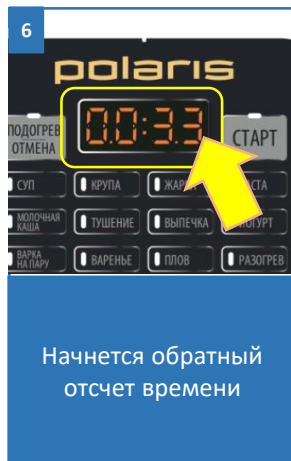 6
polaris
ПОДОГРЕВ
ОТМЕНА
00:33
СТАРТ
СУП
КРУПА
МОЛОЧНАЯ
КАША
ТУШЕНИЕ
ВЫПЕЧКА
ВАРКА
НА ПАРУ
ВАРЕНЬЕ
ПЛОВ
РАЗОГРЕВ
Начнется обратный
отсчет времени